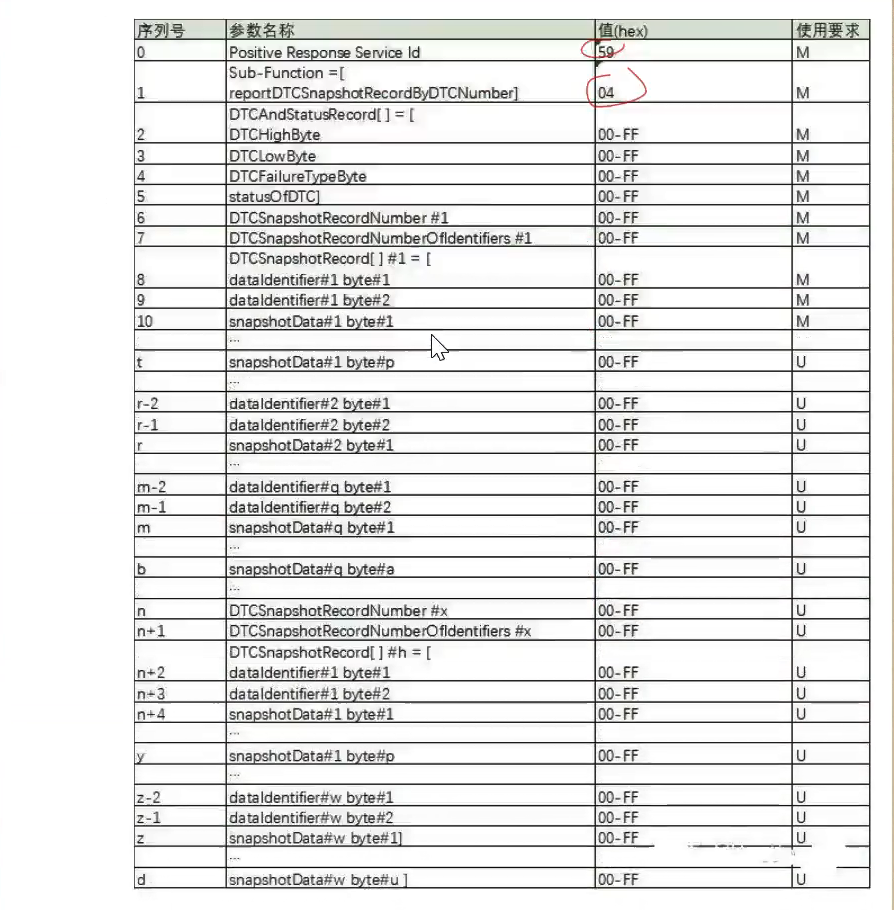 序列号 参数名称 值(hex) 使用要求
0 Positive Response Service Id 59 M
Sub-Function =[
1 reportDTCSnapshotRecordByDTCNumber] 04 M
DTCAndStatusRecord[ ] = [
2 DTCHighByte 00-FF M
3 DTCLowByte 00-FF M
4 DTCFailureTypeByte 00-FF M
5 statusOfDTC] 00-FF M
6 DTCSnapshotRecordNumber #1 00-FF M
7 DTCSnapshotRecordNumberOfIdentifiers #1 00-FF M
DTCSnapshotRecord[ ] #1 = [
8 dataIdentifier#1 byte#1 00-FF M
9 dataIdentifier#1 byte#2 00-FF M
10 snapshotData#1 byte#1 00-FF M
...
t snapshotData#1 byte#p 00-FF U
...
r-2 dataIdentifier#2 byte#1 00-FF U
r-1 dataIdentifier#2 byte#2 00-FF U
r snapshotData#2 byte#1 00-FF U
...
m-2 dataIdentifier#q byte#1 00-FF U
m-1 dataIdentifier#q byte#2 00-FF U
m snapshotData#q byte#1 00-FF U
...
b snapshotData#q byte#a 00-FF U
...
n DTCSnapshotRecordNumber #x 00-FF U
n+1 DTCSnapshotRecordNumberOfIdentifiers #x 00-FF U
DTCSnapshotRecord[ ] #h = [
n+2 dataIdentifier#1 byte#1 00-FF U
n+3 dataIdentifier#1 byte#2 00-FF U
n+4 snapshotData#1 byte#1 00-FF U
...
y snapshotData#1 byte#p 00-FF U
...
z-2 dataIdentifier#w byte#1 00-FF U
z-1 dataIdentifier#w byte#2 00-FF U
z snapshotData#w byte#1] 00-FF U
...
d snapshotData#w byte#u ] 00-FF U